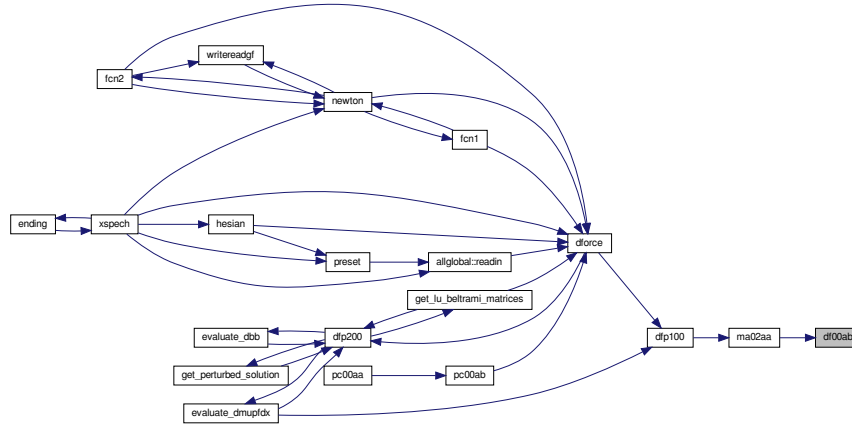 writereadgf
fcn2
newton
fcn1
ending
xspech
hesian
dforce
preset
allglobal::readin
get_lu_beltrami_matrices
evaluate_dbb
dfp200
dfp100
ma02aa
df00ab
get_perturbed_solution
pc00aa
pc00ab
evaluate_dmupfdx